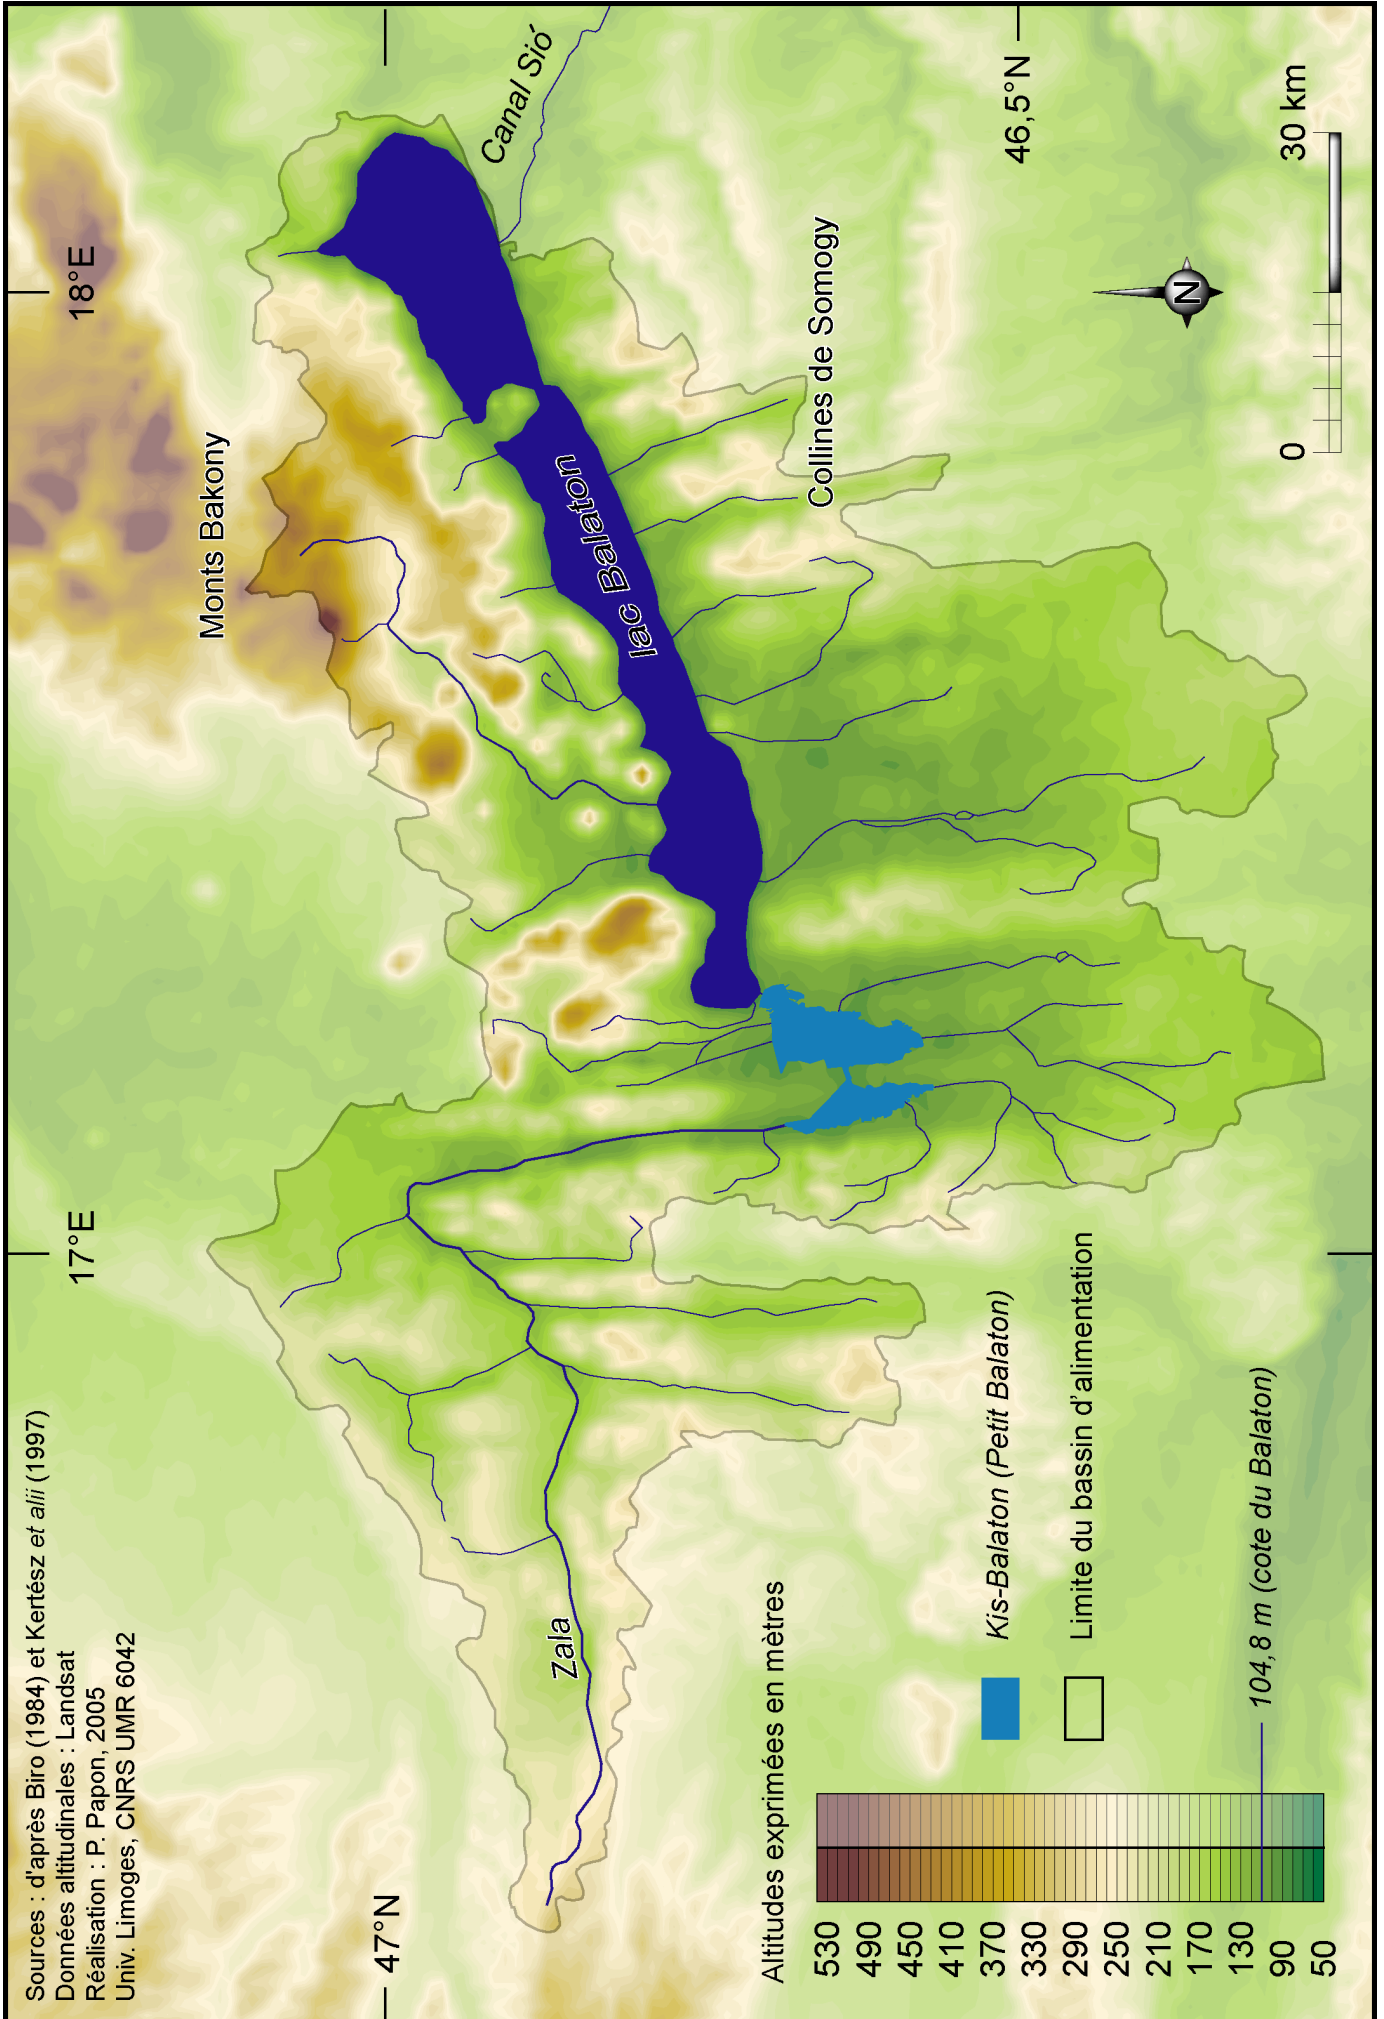 Sources : d'après Biro (1984) et Kertész et alii (1997)
Données altitudinales : Landsat
Réalisation : P. Papon, 2005
Univ. Limoges, CNRS UMR 6042
17°E
18°E
47°N
46,5°N
Monts Bakony
Canal Sió
lac Balaton
Zala
Collines de Somogy
Altitudes exprimées en mètres
530
490
450
410
370
330
290
250
210
170
130
90
50
104,8 m (cote du Balaton)
Kis-Balaton (Petit Balaton)
Limite du bassin d'alimentation
N
0
30 km